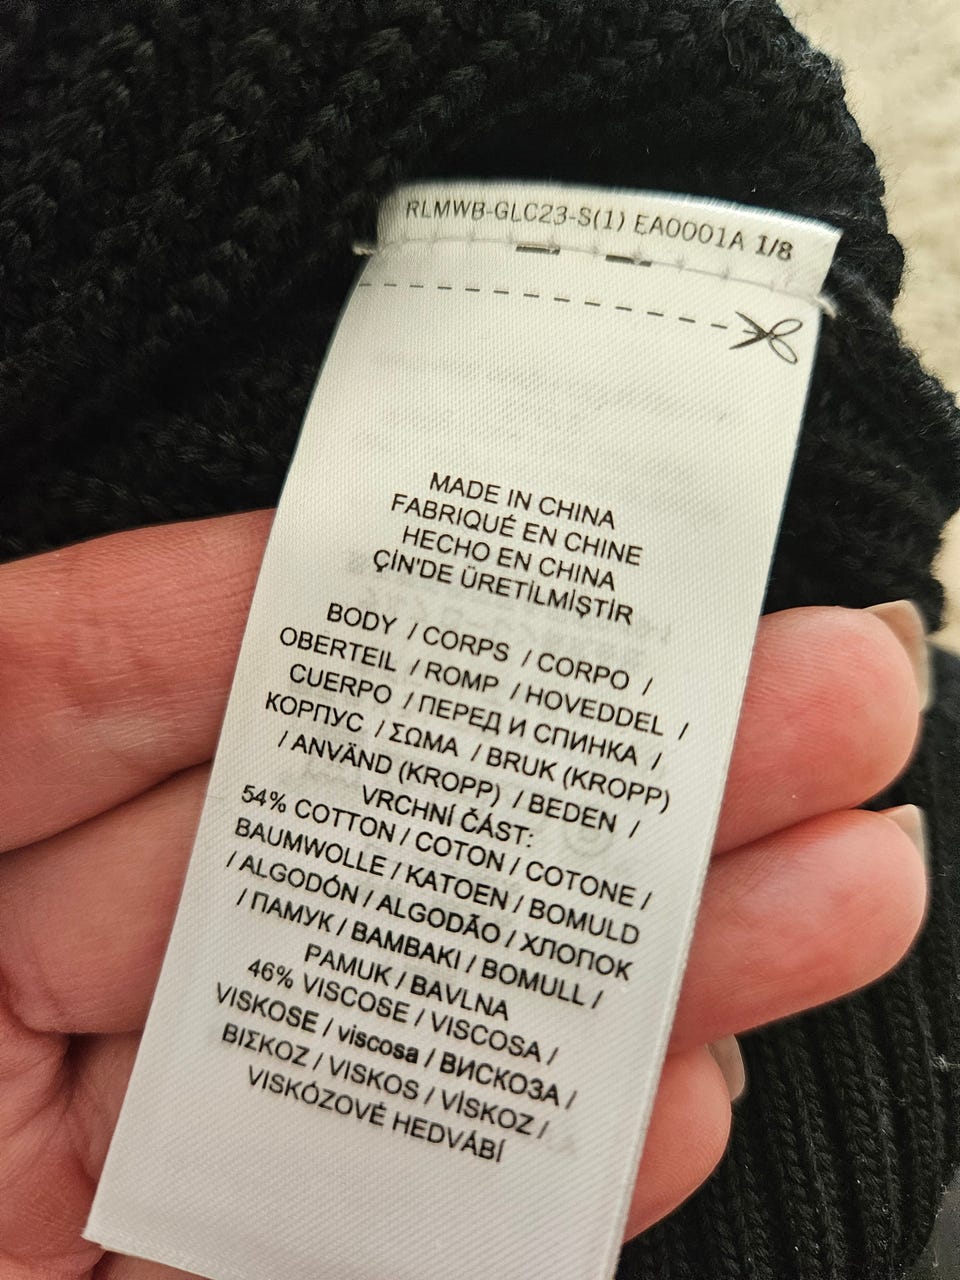 RLMWB-GLC23-S(1) EA0001A 1/8
MADE IN CHINA
FABRIQUÉ EN CHINE
HECHO EN CHINA
ÇİN'DE ÜRETİLMİŞTİR
BODY / CORPS / CORPO /
OBERTEIL / ROMP / HOVEDDEL /
CUERPO / ПЕРЕД И СПИНКА /
КОРПУС / ΣΩΜΑ / BRUK (KROPP)
/ ANVÄND (KROPP) / BEDEN /
VRCHNÍ ČÁST:
54% COTTON / COTON / COTONE /
BAUMWOLLE / KATOEN / BOMULD
/ ALGODÓN / ALGODÃO / ХЛОПОК
/ ПАМУК / ΒΑΜΒΑΚΙ / BOMULL /
PAMUK / BAVLNA
46% VISCOSE / VISCOSA /
VISKOSE / viscosa / ВИСКОЗА /
ΒΙΣΚΟΖ / VISKOS / VİSKOZ /
VISKÓZOVÉ HEDVÁBÍ